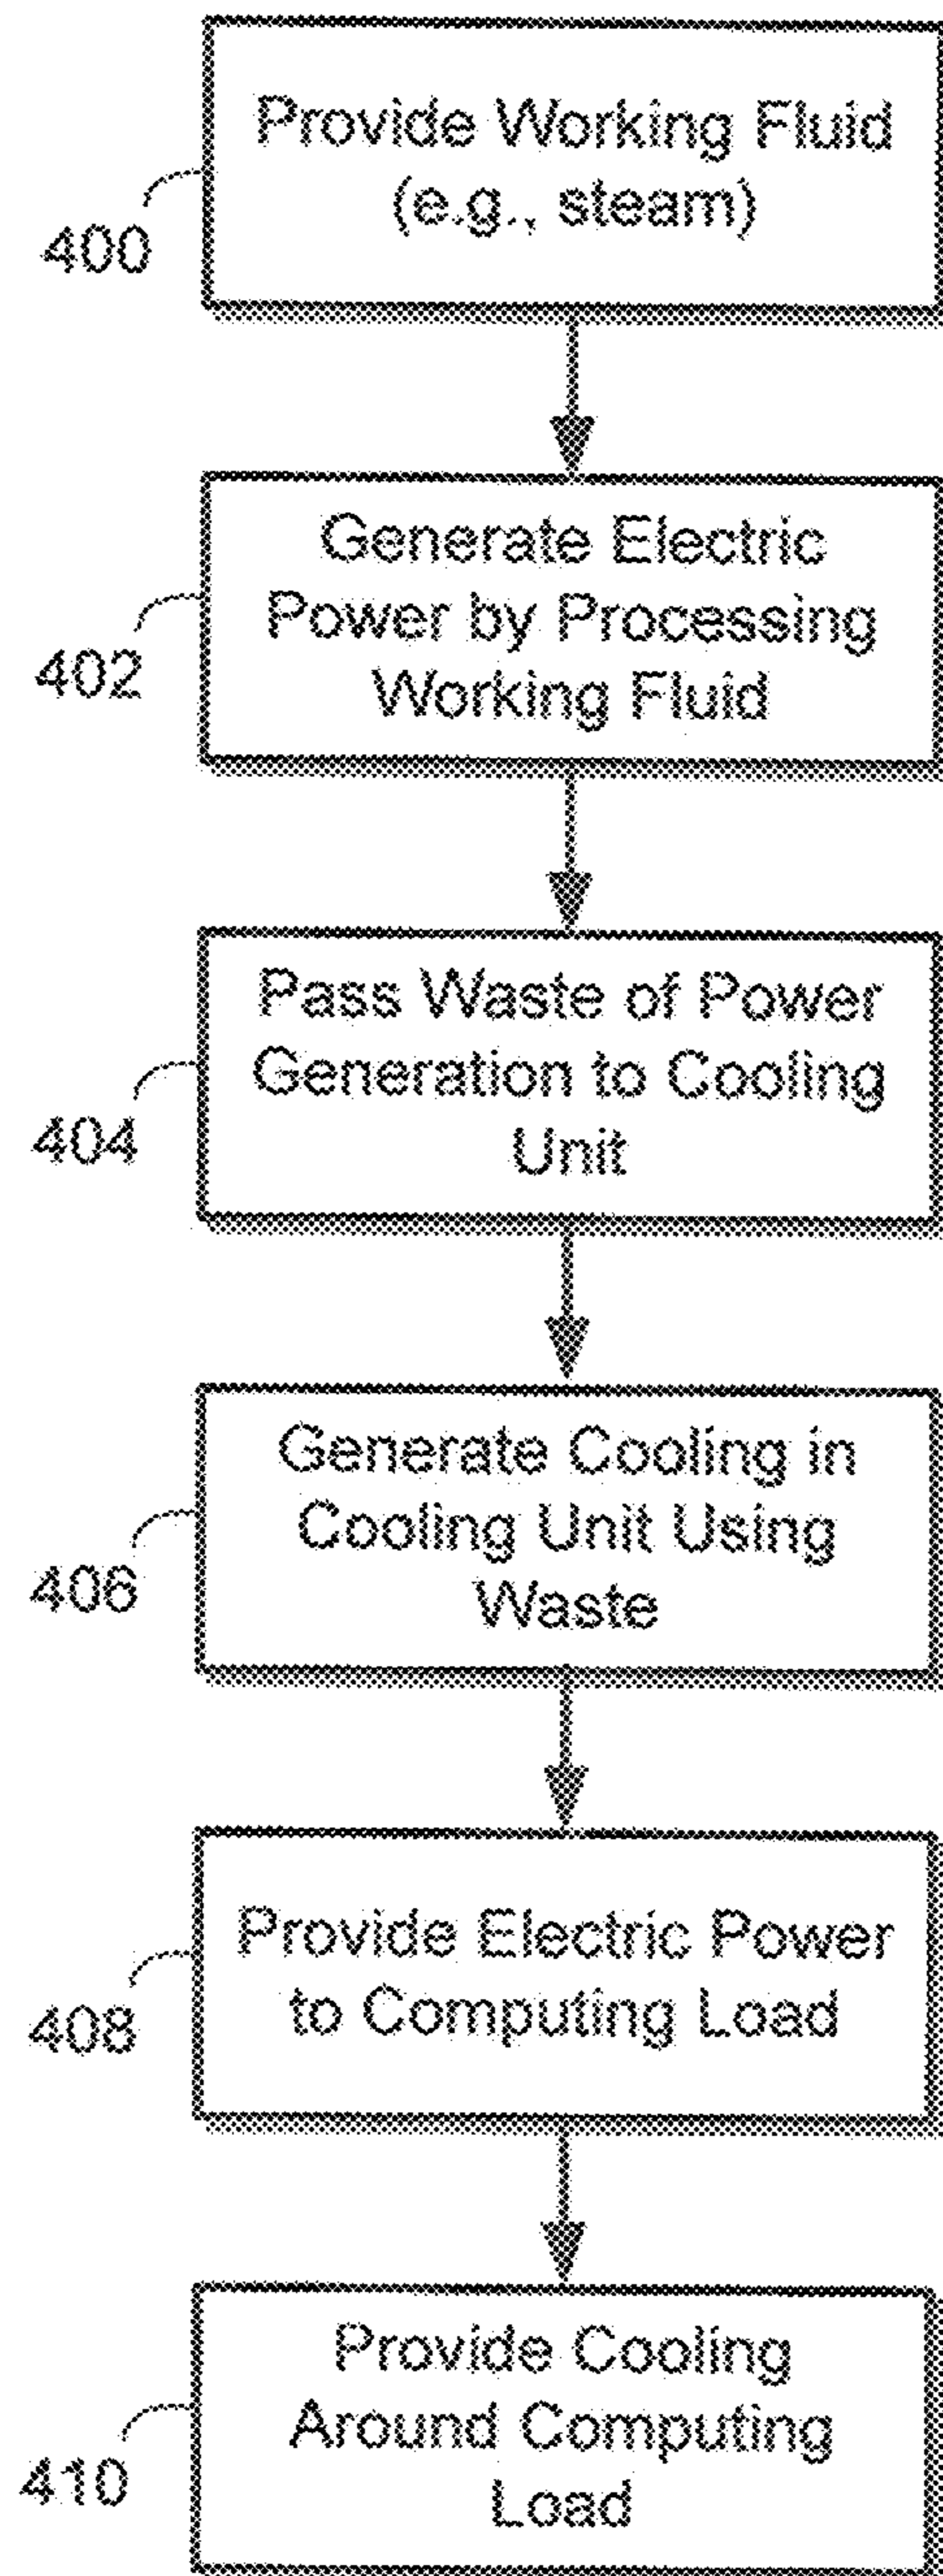 Provide Working Fluid
(e.g., steam)
400
Generate Electric
Power by Processing
Working Fluid
402
Pass Waste of Power
Generation to Cooling
Unit
404
Generate Cooling in
Cooling Unit Using
Waste
406
Provide Electric Power
to Computing Load
408
Provide Cooling
Around Computing
Load
410